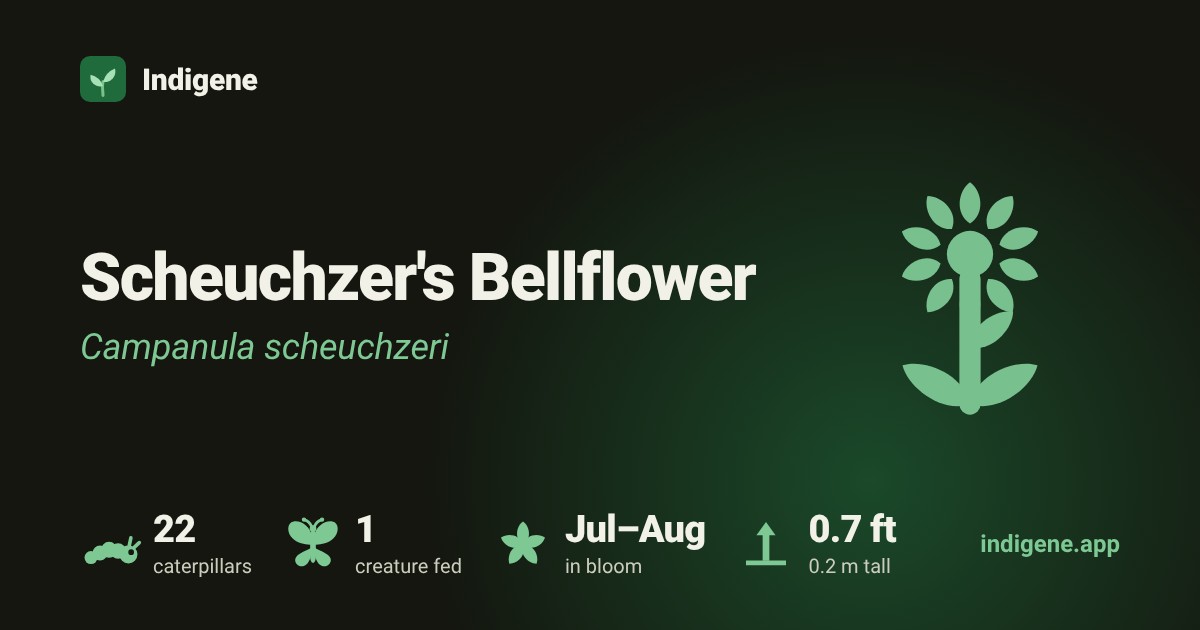 Indigene
Scheuchzer's Bellflower
Campanula scheuchzeri
22
caterpillars
1
creature fed
Jul–Aug
in bloom
0.7 ft
0.2 m tall
indigene.app